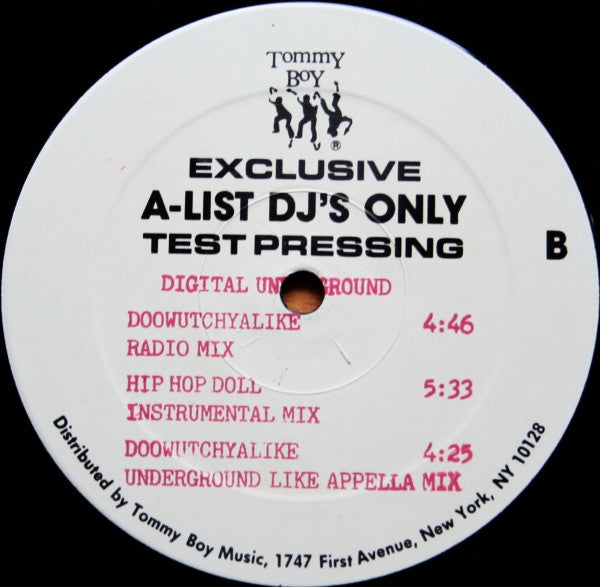 Tommy
Boy
®
EXCLUSIVE
A-LIST DJ'S ONLY
TEST PRESSING
B
DIGITAL UND GROUND
DOOWUTCHYALIKE 4:46
RADIO MIX
HIP HOP DOLL 5:33
INSTRUMENTAL MIX
DOOWUTCHYALIKE 4:25
UNDERGROUND LIKE APPELLA MIX
Distributed by Tommy Boy Music, 1747 First Avenue, New York, NY 10128